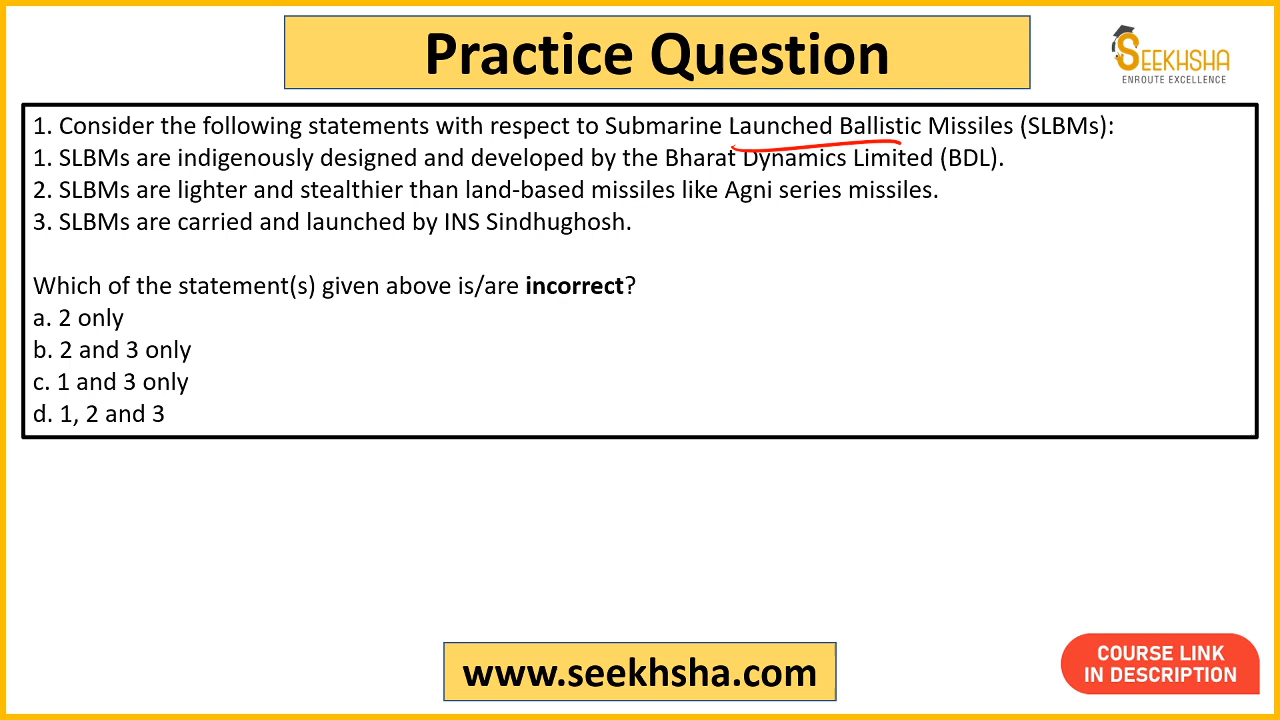 Practice Question
SEEKHSHA
ENROUTE EXCELLENCE
1. Consider the following statements with respect to Submarine Launched Ballistic Missiles (SLBMs):
1. SLBMs are indigenously designed and developed by the Bharat Dynamics Limited (BDL).
2. SLBMs are lighter and stealthier than land-based missiles like Agni series missiles.
3. SLBMs are carried and launched by INS Sindhughosh.
Which of the statement(s) given above is/are incorrect?
a. 2 only
b. 2 and 3 only
c. 1 and 3 only
d. 1, 2 and 3
www.seekhsha.com
COURSE LINK
IN DESCRIPTION